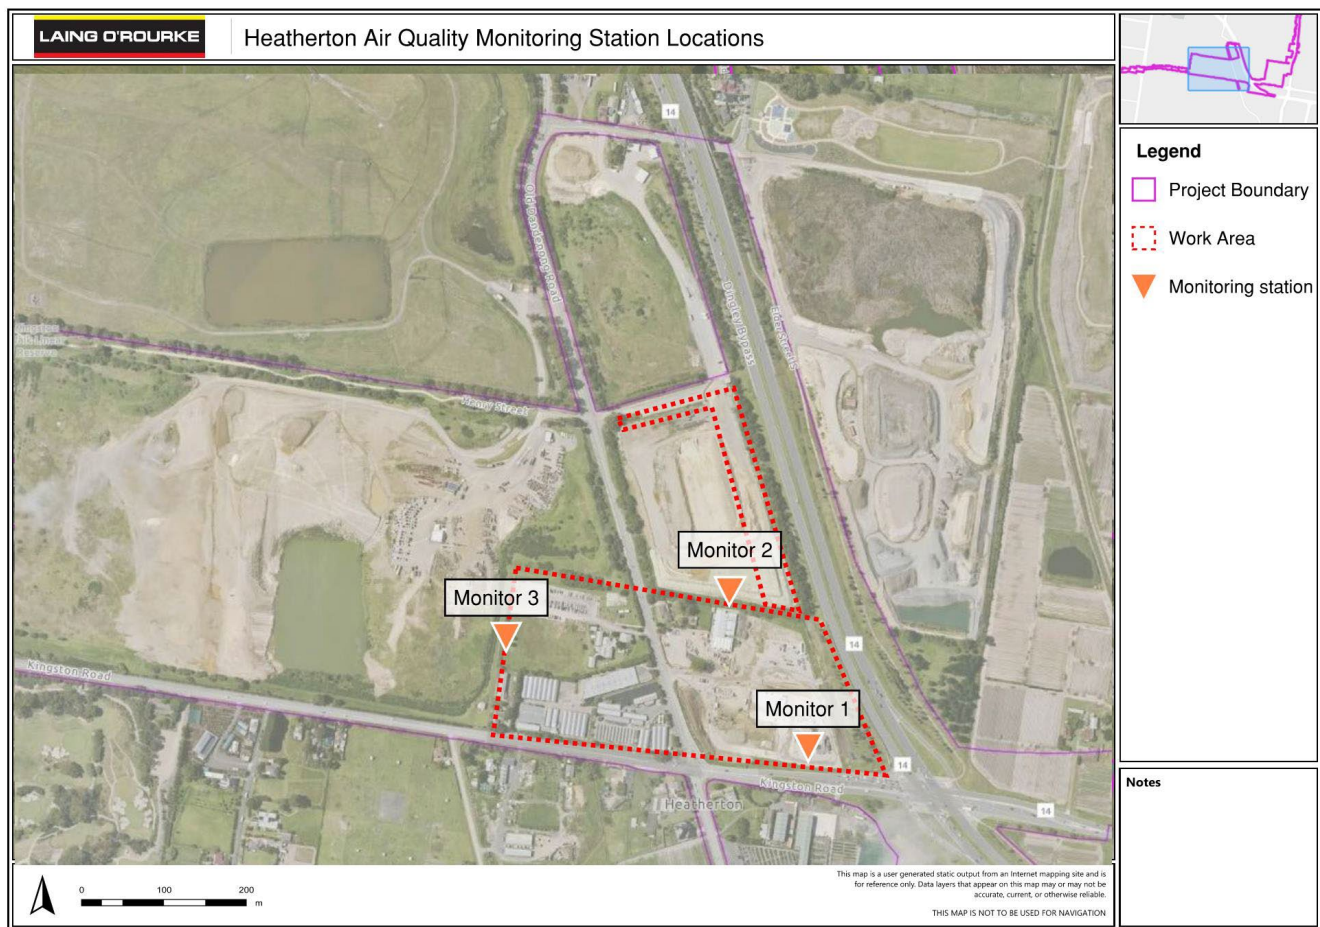 LAING O'ROURKE
Heatherton Air Quality Monitoring Station Locations
14
Old Dandenong Road
Dingley Bypass
Elder Street S
Kingston
Reserve
Henry Street
Monitor 2
Monitor 3
Kingston Road
14
Monitor 1
14
Kingston Road
Heatherton
14
0 100 200
m
This map is a user generated static output from an Internet mapping site and is
for reference only. Data layers that appear on this map may or may not be
accurate, current, or otherwise reliable.
THIS MAP IS NOT TO BE USED FOR NAVIGATION
Legend
Project Boundary
Work Area
Monitoring station
Notes